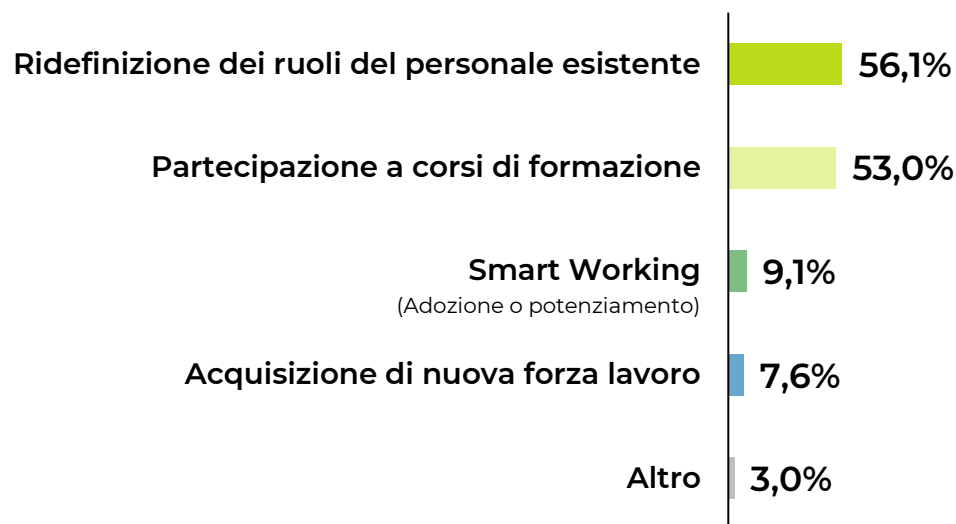 Ridefinizione dei ruoli del personale esistente 56,1%
Partecipazione a corsi di formazione 53,0%
Smart Working 9,1%
(Adozione o potenziamento)
Acquisizione di nuova forza lavoro 7,6%
Altro 3,0%